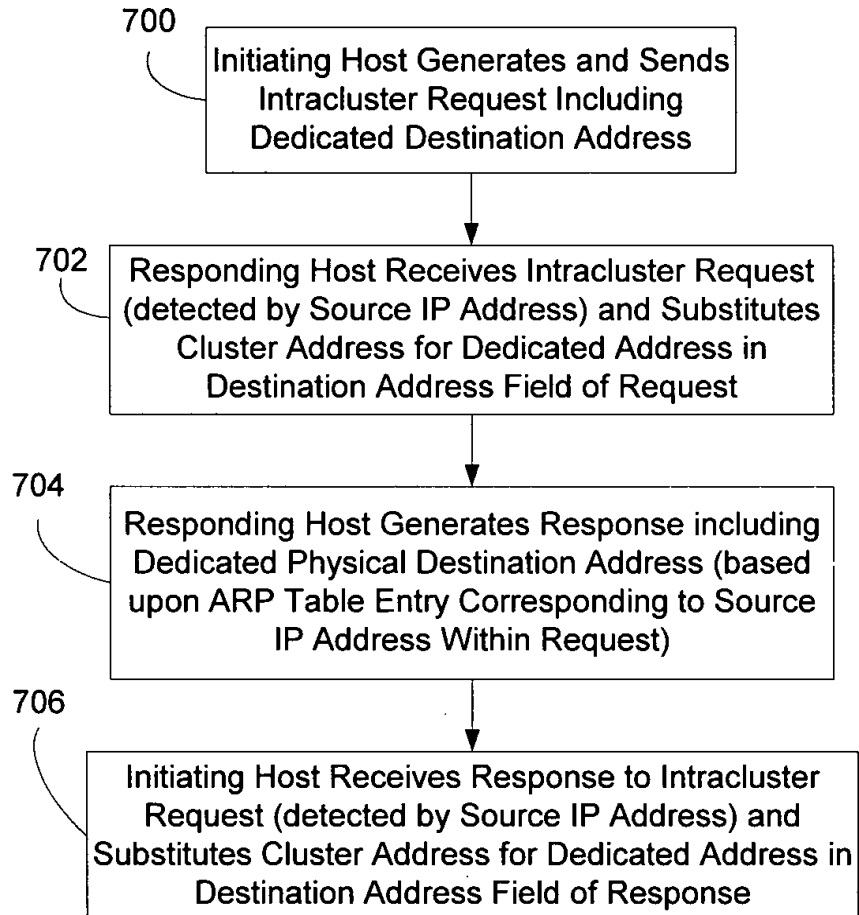 700
Initiating Host Generates and Sends
Intracluster Request Including
Dedicated Destination Address
702
Responding Host Receives Intracluster Request
(detected by Source IP Address) and Substitutes
Cluster Address for Dedicated Address in
Destination Address Field of Request
704
Responding Host Generates Response including
Dedicated Physical Destination Address (based
upon ARP Table Entry Corresponding to Source
IP Address Within Request)
706
Initiating Host Receives Response to Intracluster
Request (detected by Source IP Address) and
Substitutes Cluster Address for Dedicated Address in
Destination Address Field of Response